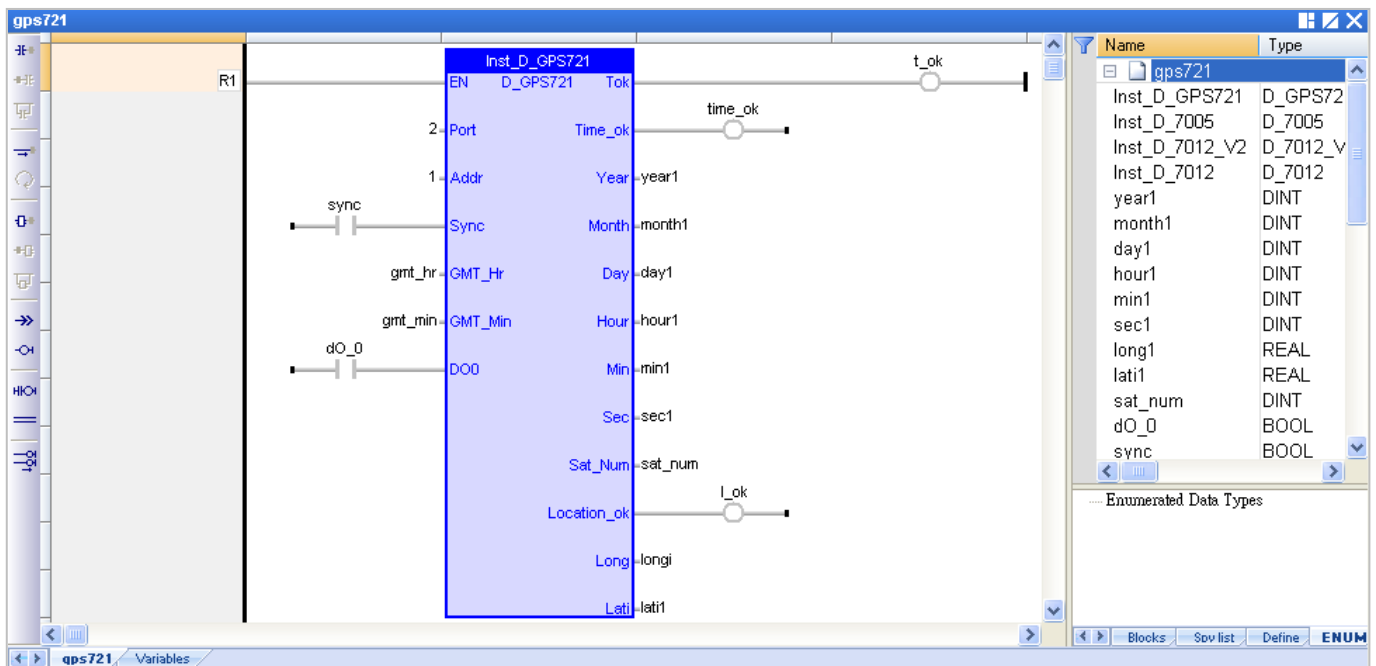 gps721
Inst_D_GPS721
R1
EN D_GPS721 Tok
t_ok
2 Port Time_ok
time_ok
1 Addr Year year1
sync
Sync Month month1
gmt_hr GMT_Hr Day day1
gmt_min GMT_Min Hour hour1
dO_0
DO0 Min min1
Sec sec1
Sat_Num sat_num
l_ok
Location_ok
Long longi
Lati lati1
gps721 Variables
Name Type
gps721
Inst_D_GPS721 D_GPS72
Inst_D_7005 D_7005
Inst_D_7012_V2 D_7012_V
Inst_D_7012 D_7012
year1 DINT
month1 DINT
day1 DINT
hour1 DINT
min1 DINT
sec1 DINT
long1 REAL
lati1 REAL
sat_num DINT
dO_0 BOOL
sync BOOL
Enumerated Data Types
Blocks Spy list Define ENUM